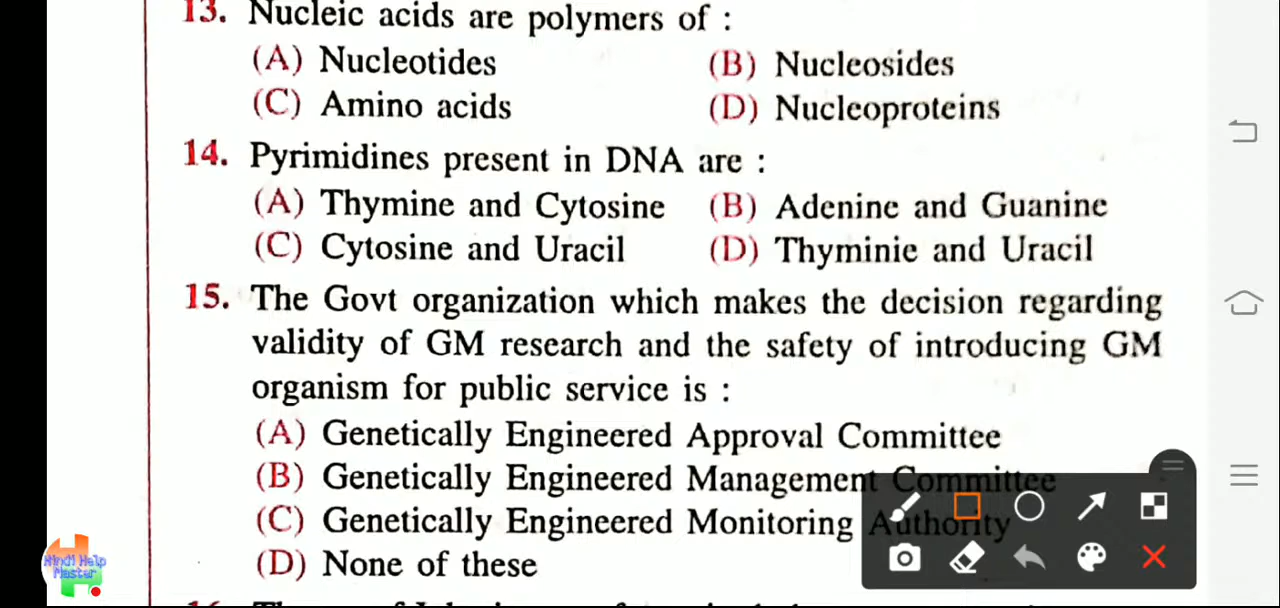 13. Nucleic acids are polymers of :
(A) Nucleotides (B) Nucleosides
(C) Amino acids (D) Nucleoproteins
14. Pyrimidines present in DNA are :
(A) Thymine and Cytosine (B) Adenine and Guanine
(C) Cytosine and Uracil (D) Thyminie and Uracil
15. The Govt organization which makes the decision regarding
validity of GM research and the safety of introducing GM
organism for public service is :
(A) Genetically Engineered Approval Committee
(B) Genetically Engineered Management Committee
(C) Genetically Engineered Monitoring Authority
(D) None of these
Hindi Help
Master